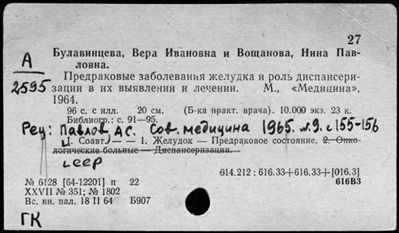 27
Булавинцева, Вера Ивановна и Вощанова, Нина Пав-
ловна.
А
2595
Предраковые заболевания желудка и роль диспансери-
зации в их выявлении и лечении. М., «Медицина»,
1964.
96 с. с илл. 20 см. (Б-ка практ. врача). 10.000 экз. 23 к.
Библиогр.: с. 91—95.
Рец: Павлов А.С. Сов. медицина 1965. №9. с 155-156
Соавт.) — — 1. Желудок — Предраковое состояние. 2. Онко-
логические больные — Диспансеризация.
614.212 : 616.33+616.33+[016.3]
№ 6128 [64-12201] п 22
616В3
XXVII № 351; № 1802
Вс. кн. пал. 18 II 64 Б907
ГК